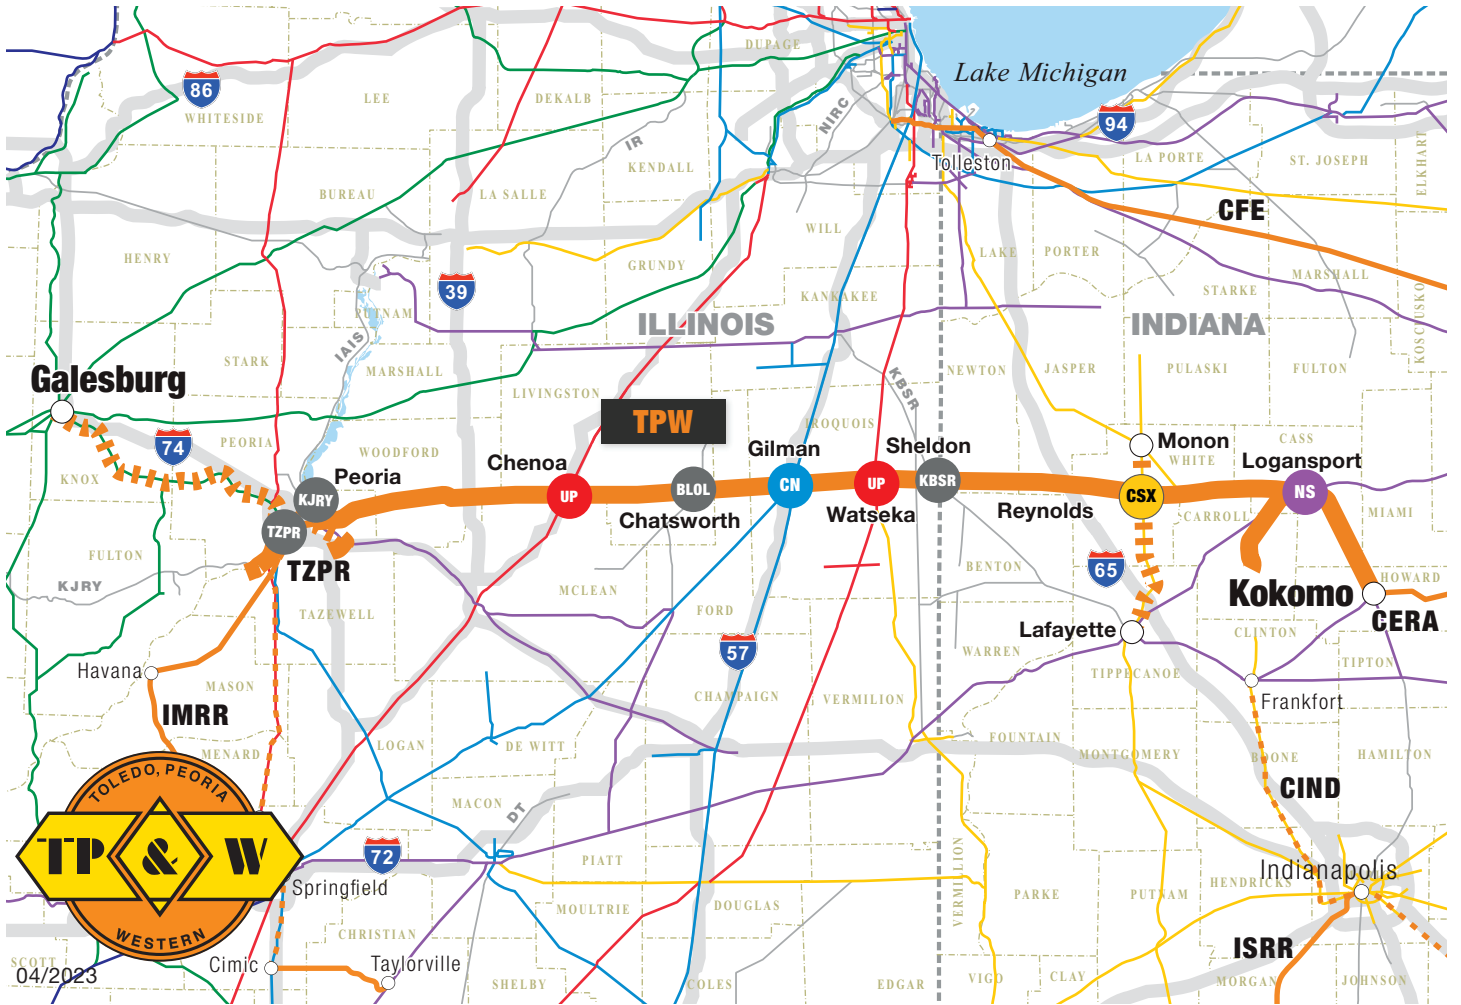 DUPAGE
Lake Michigan
86
LEE
DEKALB
WHITESIDE
NIRC
94
IR
KENDALL
Tolleston
LA PORTE
ST. JOSEPH
ELKHART
BUREAU
LA SALLE
CFE
WILL
HENRY
GRUNDY
LAKE
PORTER
MARSHALL
39
KANKAKEE
STARKE
PUTNAM
ILLINOIS
INDIANA
KOSCIUSKO
IAIS
STARK
MARSHALL
KBSR
NEWTON
JASPER
PULASKI
FULTON
Galesburg
LIVINGSTON
TPW
IROQUOIS
74
PEORIA
WOODFORD
Gilman
Sheldon
Monon
CASS
WHITE
Chenoa
Logansport
KNOX
Peoria
KJRY
UP
BLOL
CN
UP
KBSR
CSX
NS
Chatsworth
Watseka
Reynolds
CARROLL
MIAMI
TZPR
FULTON
TZPR
65
BENTON
HOWARD
KJRY
MCLEAN
Kokomo
TAZEWELL
FORD
CERA
Lafayette
CLINTON
57
WARREN
TIPTON
Havana
TIPPECANOE
MASON
CHAMPAIGN
VERMILION
Frankfort
IMRR
LOGAN
DE WITT
FOUNTAIN
MENARD
MONTGOMERY
BOONE
HAMILTON
TOLEDO, PEORIA
CIND
MACON
DT
TP & W
72
PIATT
VERMILLION
Indianapolis
Springfield
HENDRICKS
PARKE
PUTNAM
MOULTRIE
DOUGLAS
WESTERN
CHRISTIAN
ISRR
SCOTT
04/2023
Cimic
Taylorville
SHELBY
COLES
EDGAR
VIGO
CLAY
MORGAN
JOHNSON